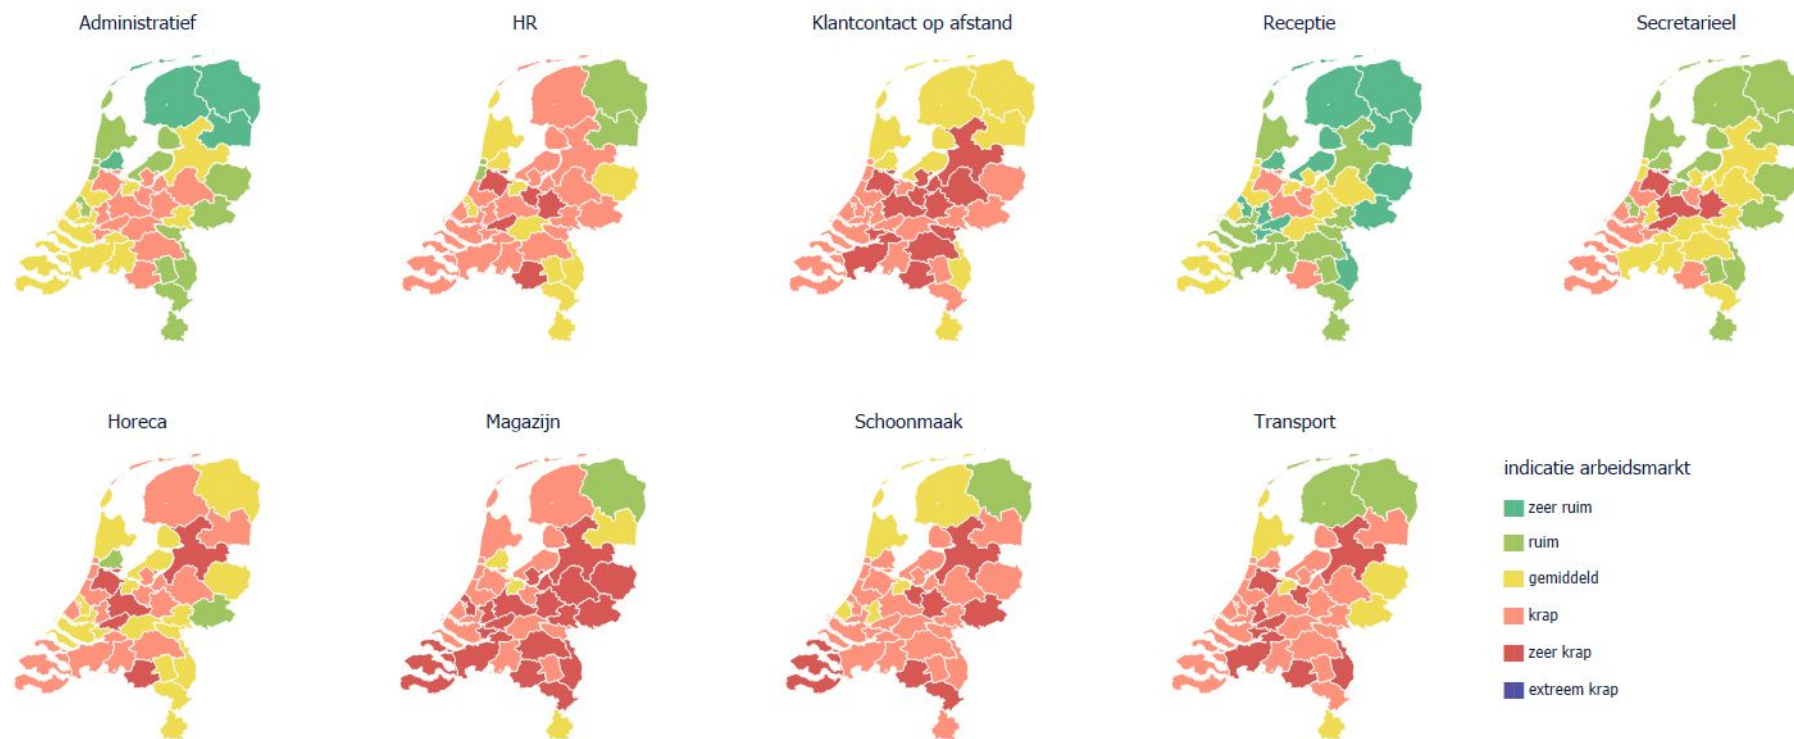 Administratief
HR
Klantcontact op afstand
Receptie
Secretarieel
Horeca
Magazijn
Schoonmaak
Transport
indicatie arbeidsmarkt
zeer ruim
ruim
gemiddeld
krap
zeer krap
extreem krap